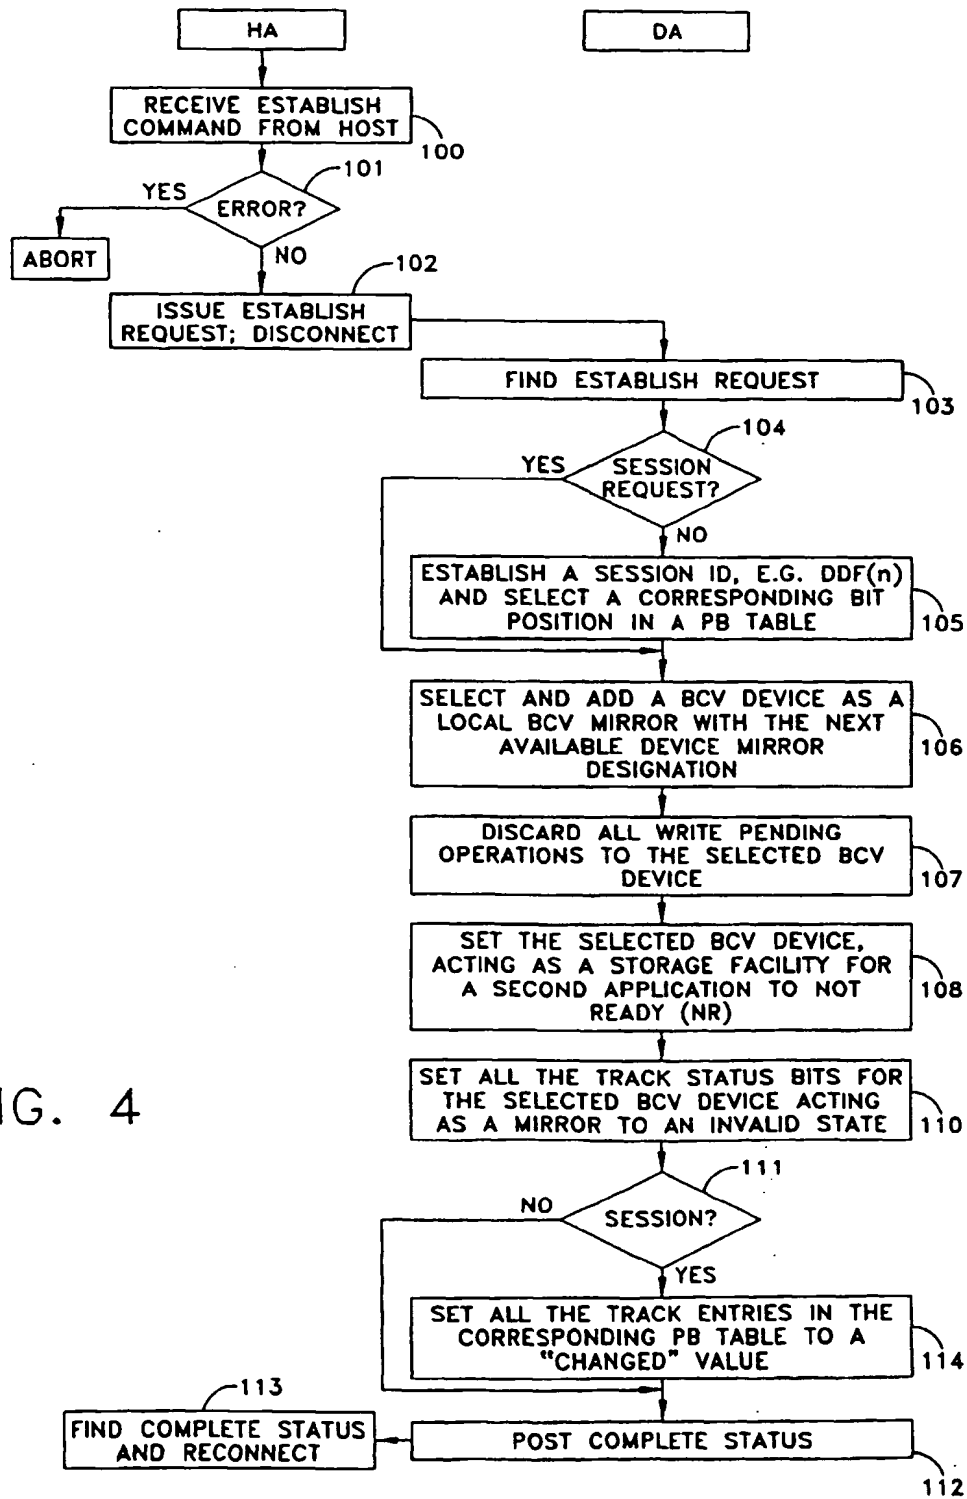 HA
DA
RECEIVE ESTABLISH
COMMAND FROM HOST
100
101
YES
ERROR?
ABORT
NO
102
ISSUE ESTABLISH
REQUEST; DISCONNECT
FIND ESTABLISH REQUEST
103
104
YES
SESSION
REQUEST?
NO
ESTABLISH A SESSION ID, E.G. DDF(n)
AND SELECT A CORRESPONDING BIT
POSITION IN A PB TABLE
105
SELECT AND ADD A BCV DEVICE AS A
LOCAL BCV MIRROR WITH THE NEXT
AVAILABLE DEVICE MIRROR
DESIGNATION
106
DISCARD ALL WRITE PENDING
OPERATIONS TO THE SELECTED BCV
DEVICE
107
SET THE SELECTED BCV DEVICE,
ACTING AS A STORAGE FACILITY FOR
A SECOND APPLICATION TO NOT
READY (NR)
108
IG. 4
SET ALL THE TRACK STATUS BITS FOR
THE SELECTED BCV DEVICE ACTING
AS A MIRROR TO AN INVALID STATE
110
111
NO
SESSION?
YES
SET ALL THE TRACK ENTRIES IN THE
CORRESPONDING PB TABLE TO A
"CHANGED" VALUE
114
113
FIND COMPLETE STATUS
AND RECONNECT
POST COMPLETE STATUS
112